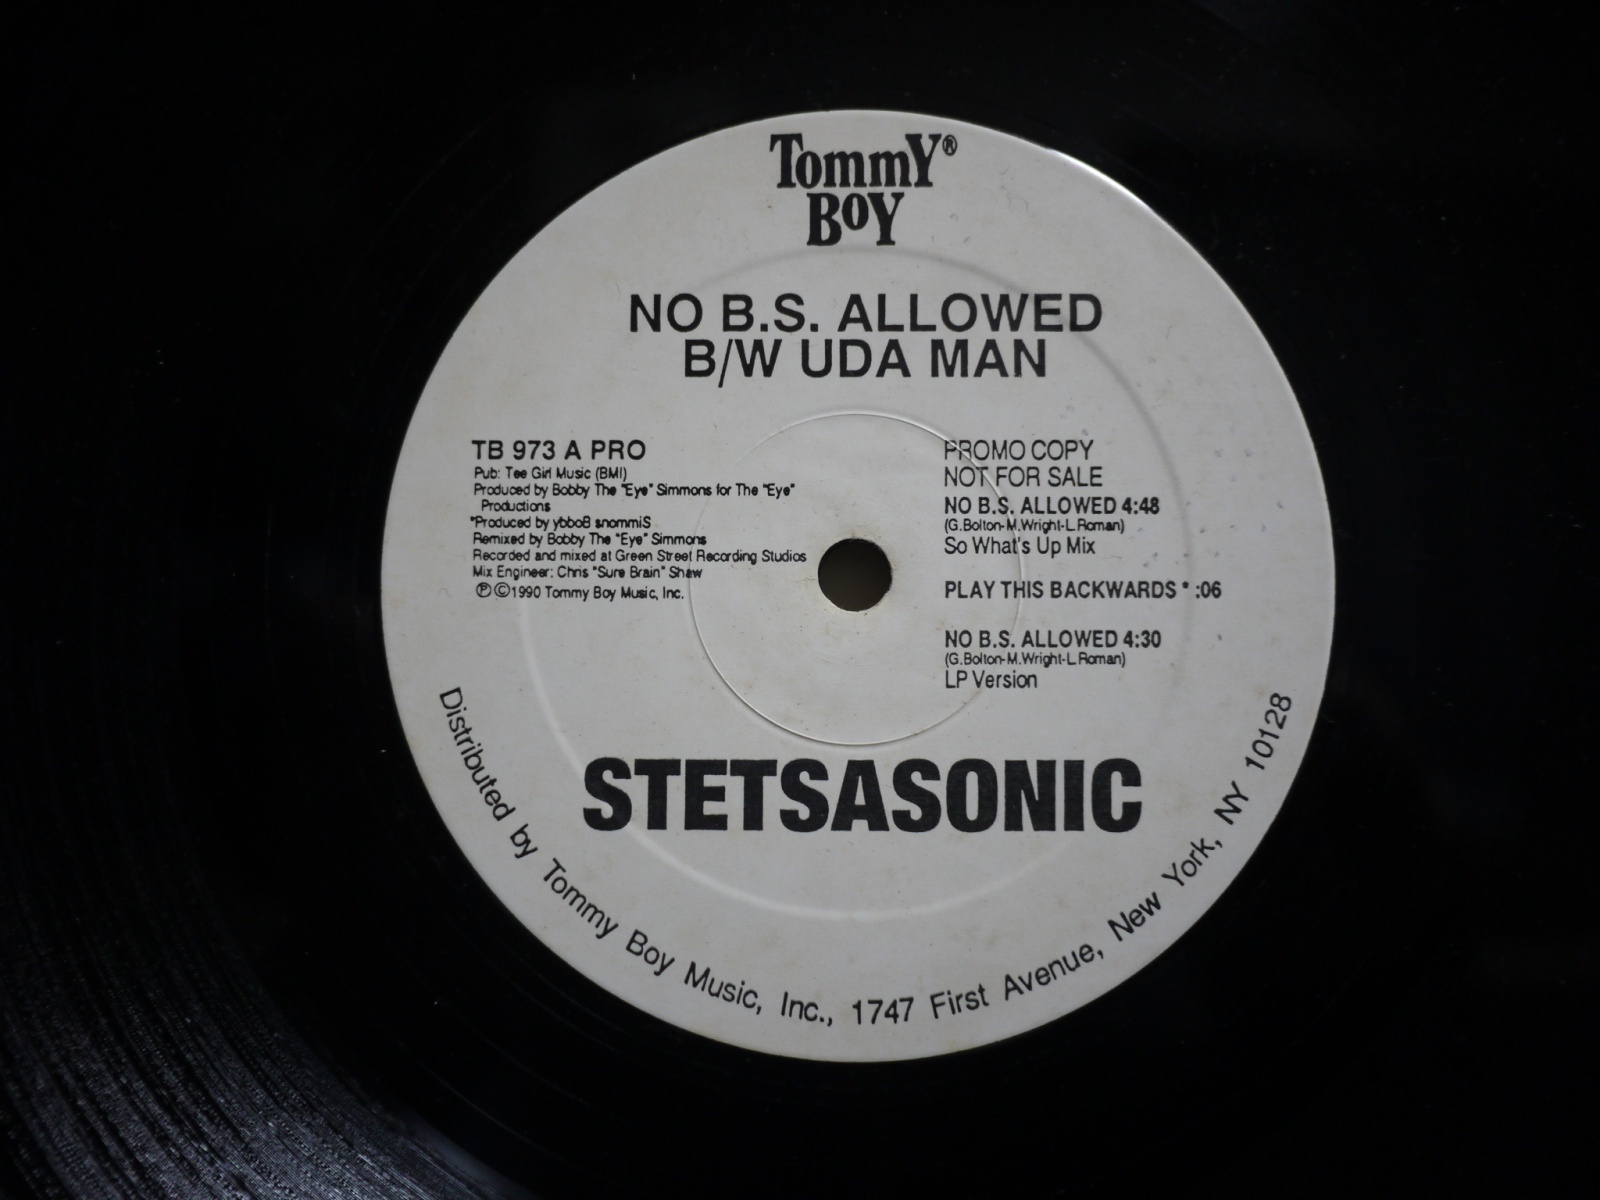 Tommy®
Boy
NO B.S. ALLOWED
B/W UDA MAN
TB 973 A PRO
Pub: Tee Girl Music (BMI)
Produced by Bobby The "Eye" Simmons for The "Eye"
Productions
*Produced by ybboB snommiS
Remixed by Bobby The "Eye" Simmons
Recorded and mixed at Green Street Recording Studios
Mix Engineer: Chris "Sure Brain" Shaw
℗©1990 Tommy Boy Music, Inc.
PROMO COPY
NOT FOR SALE
NO B.S. ALLOWED 4:48
(G.Bolton-M.Wright-L.Roman)
So What's Up Mix
PLAY THIS BACKWARDS * :06
NO B.S. ALLOWED 4:30
(G.Bolton-M.Wright-L.Roman)
LP Version
STETSASONIC
Distributed by Tommy Boy Music, Inc., 1747 First Avenue, New York, NY 10128